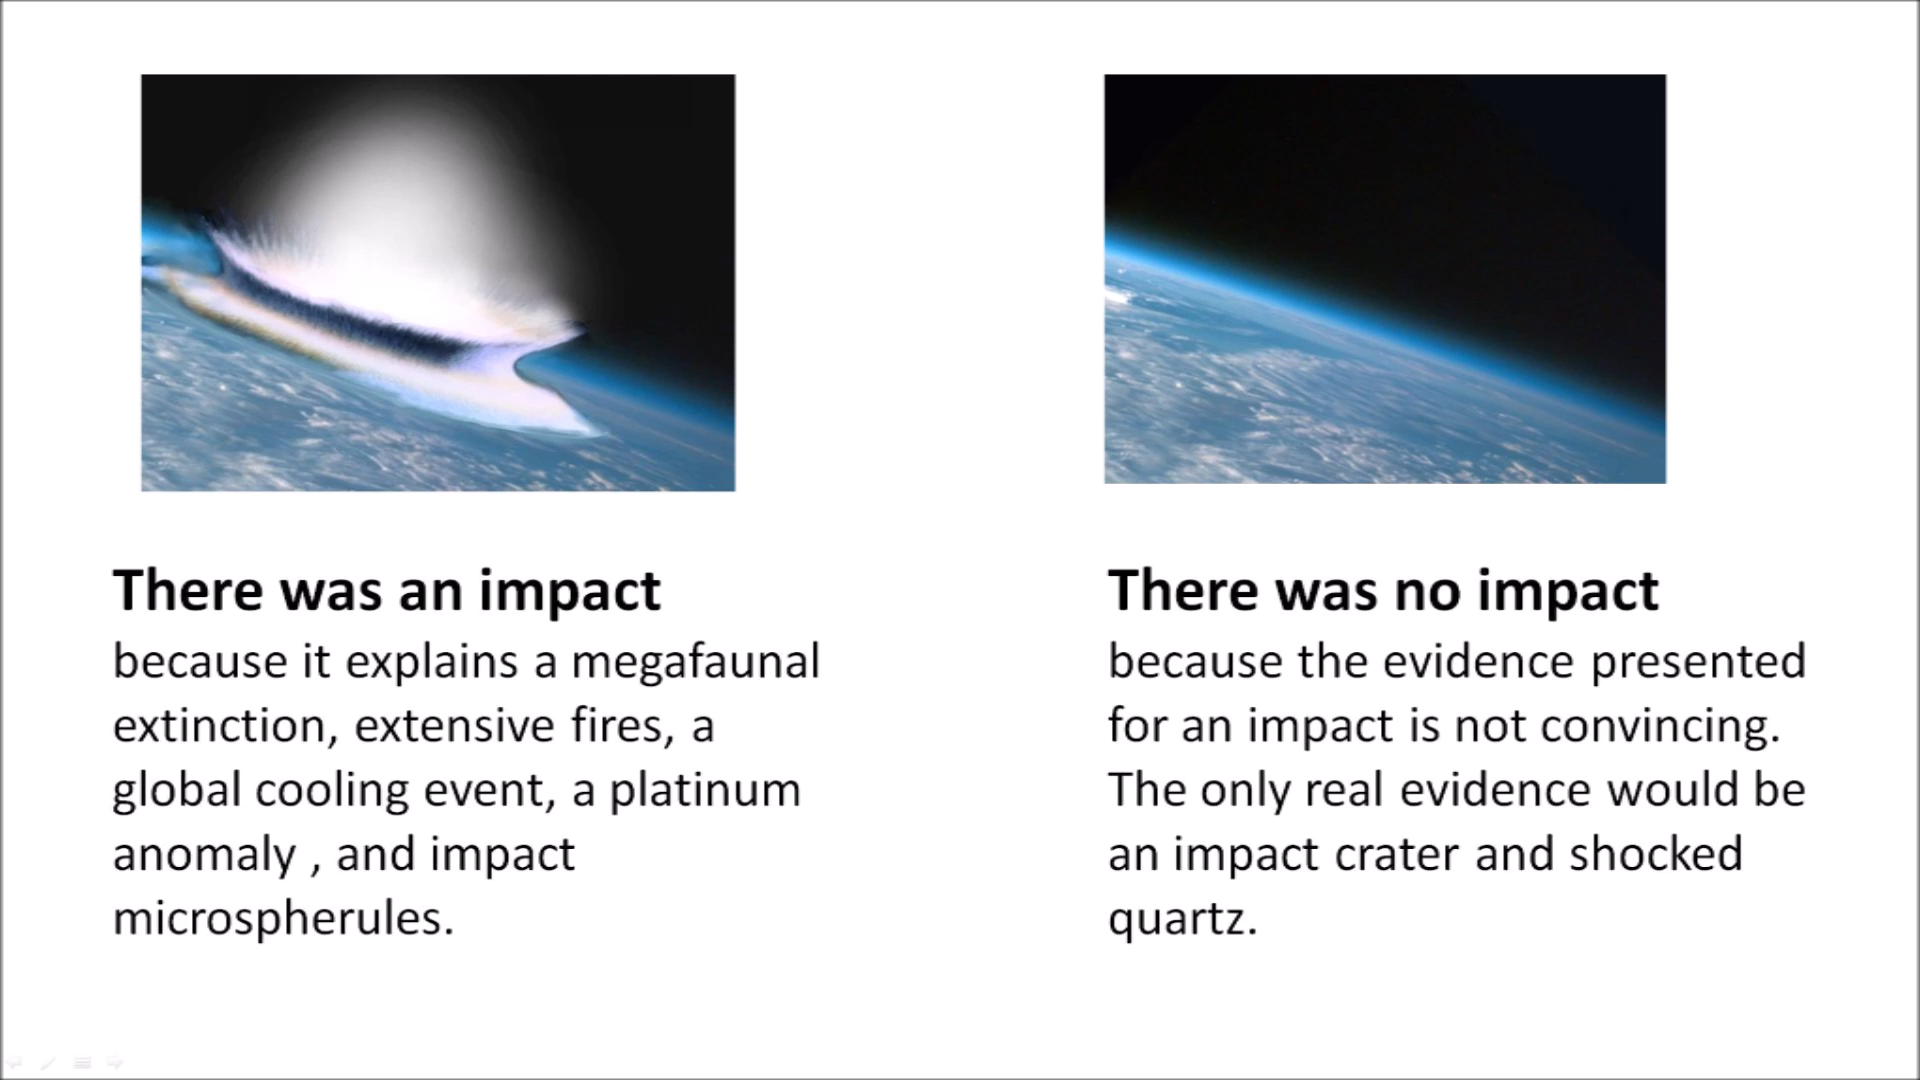 There was an impact
because it explains a megafaunal
extinction, extensive fires, a
global cooling event, a platinum
anomaly , and impact
microspherules.
There was no impact
because the evidence presented
for an impact is not convincing.
The only real evidence would be
an impact crater and shocked
quartz.